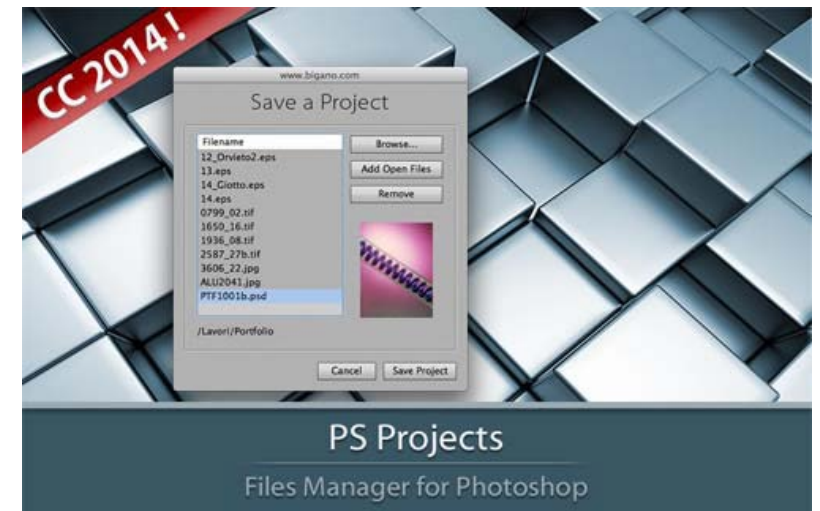 CC 2014!
www.bigano.com
Save a Project
Filename
12_Orvieto2.eps
13.eps
14_Giotto.eps
14.eps
0799_02.tif
1650_16.tif
1936_08.tif
2587_27b.tif
3606_22.jpg
ALU2041.jpg
PTF1001b.psd
Browse...
Add Open Files
Remove
/Lavori/Portfolio
Cancel
Save Project
PS Projects
Files Manager for Photoshop